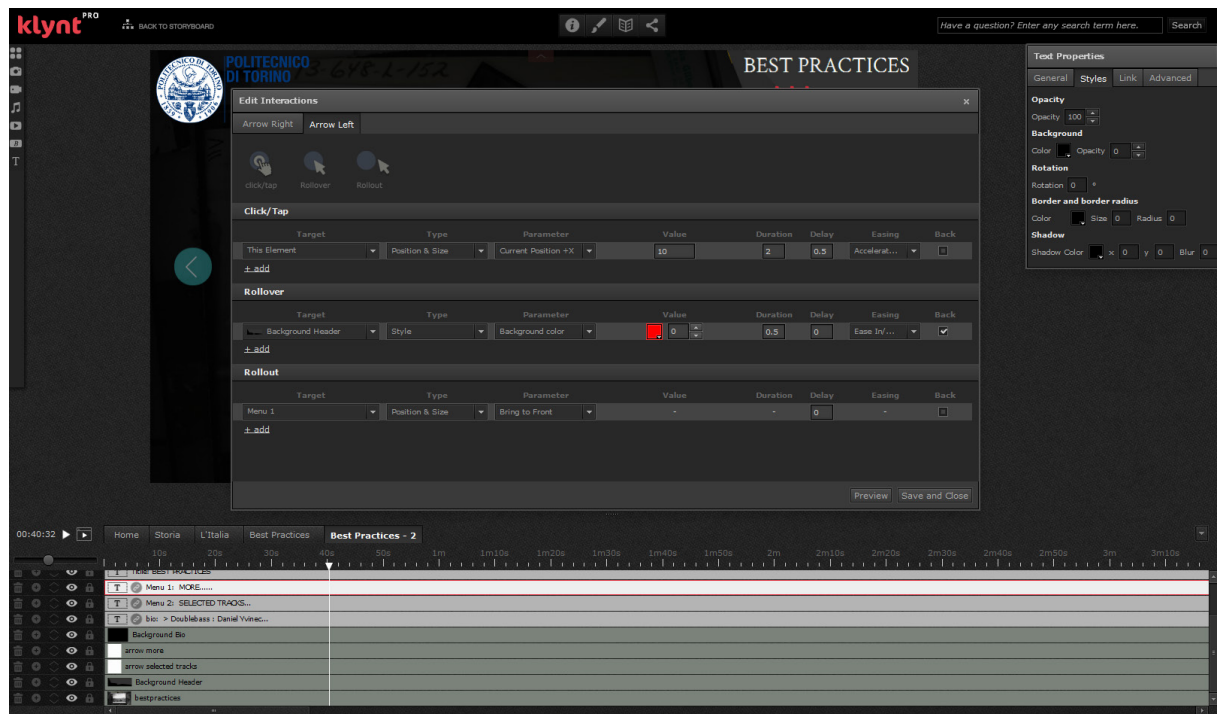 klynt PRO
BACK TO STORYBOARD
Have a question? Enter any search term here.
Search
POLITECNICO
DI TORINO
BEST PRACTICES
Text Properties
General Styles Link Advanced
Opacity
Opacity 100
Background
Color Opacity 0
Rotation
Rotation 0 °
Border and border radius
Color Size 0 Radius 0
Shadow
Shadow Color x 0 y 0 Blur 0
Edit Interactions
x
Arrow Right Arrow Left
click/tap Rollover Rollout
Click/Tap
Target Type Parameter Value Duration Delay Easing Back
This Element Position & Size Current Position +X 10 2 0.5 Accelerat...
+ add
Rollover
Target Type Parameter Value Duration Delay Easing Back
Background Header Style Background color 0 0.5 0 Ease In/...
+ add
Rollout
Target Type Parameter Value Duration Delay Easing Back
Menu 1 Position & Size Bring to Front - - 0 -
+ add
Preview Save and Close
00:40:32 Home Storia L'Italia Best Practices Best Practices - 2
10s 20s 30s 40s 50s 1m 1m10s 1m20s 1m30s 1m40s 1m50s 2m 2m10s 2m20s 2m30s 2m40s 2m50s 3m 3m10s
T BEST PRACTICES
T Menu 1: MORE......
T Menu 2: SELECTED TRACKS...
T bio: > Doublebass : Daniel Yvinec...
Background Bio
arrow more
arrow selected tracks
Background Header
bestpractices